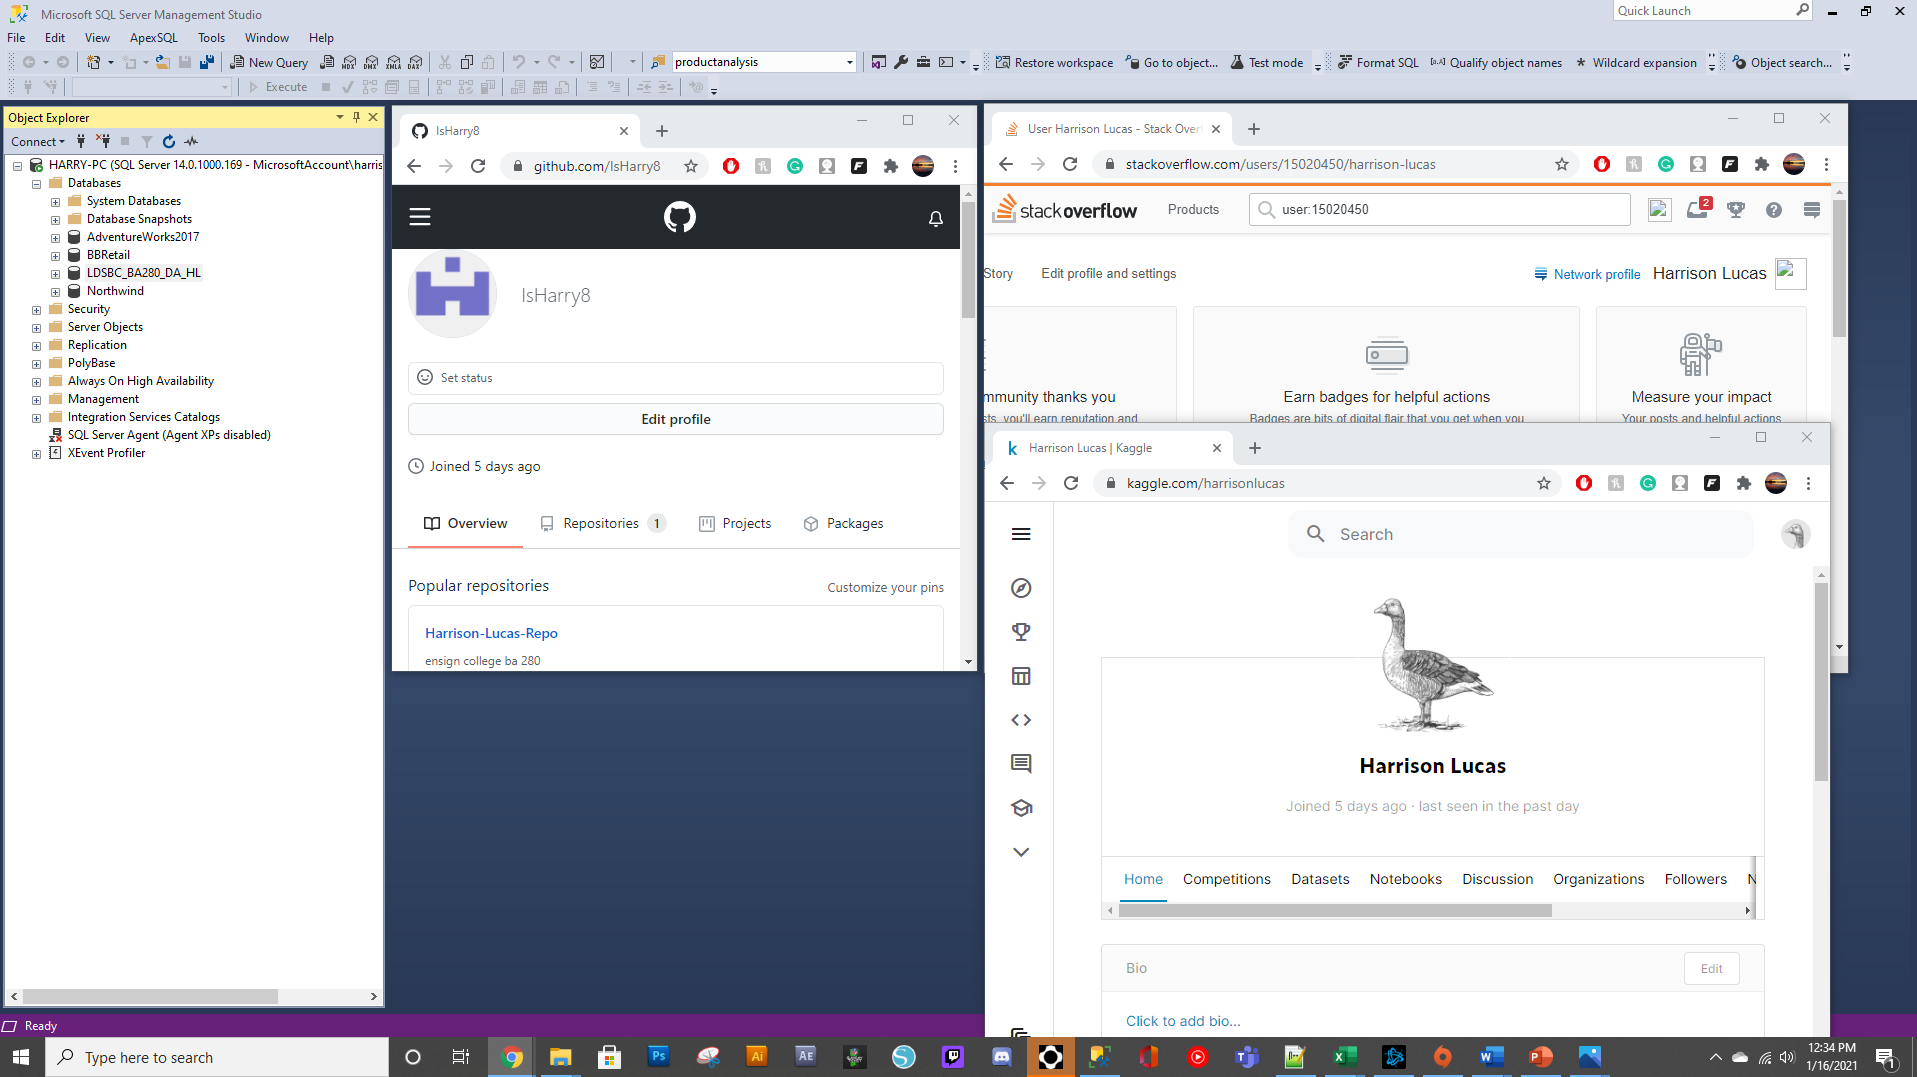 Microsoft SQL Server Management Studio
Quick Launch
File Edit View ApexSQL Tools Window Help
New Query MDX DMX XMLA DAX productanalysis Restore workspace Go to object... Test mode Format SQL Qualify object names Wildcard expansion Object search...
Execute
Object Explorer
Connect
HARRY-PC (SQL Server 14.0.1000.169 - MicrosoftAccount\harris
Databases
System Databases
Database Snapshots
AdventureWorks2017
BBRetail
LDSBC_BA280_DA_HL
Northwind
Security
Server Objects
Replication
PolyBase
Always On High Availability
Management
Integration Services Catalogs
SQL Server Agent (Agent XPs disabled)
XEvent Profiler
IsHarry8
github.com/IsHarry8
IsHarry8
Set status
Edit profile
Joined 5 days ago
Overview Repositories 1 Projects Packages
Popular repositories Customize your pins
Harrison-Lucas-Repo
ensign college ba 280
User Harrison Lucas - Stack Over
stackoverflow.com/users/15020450/harrison-lucas
stackoverflow Products user:15020450 2
Story Edit profile and settings Network profile Harrison Lucas
mmunity thanks you Earn badges for helpful actions Measure your impact
sts, you'll earn reputation and Badges are bits of digital flair that you get when you Your posts and helpful actions
Harrison Lucas | Kaggle
kaggle.com/harrisonlucas
Search
Harrison Lucas
Joined 5 days ago · last seen in the past day
Home Competitions Datasets Notebooks Discussion Organizations Followers N
Bio Edit
Click to add bio...
Ready
Type here to search
Ps Ai AE
12:34 PM
1/16/2021
1